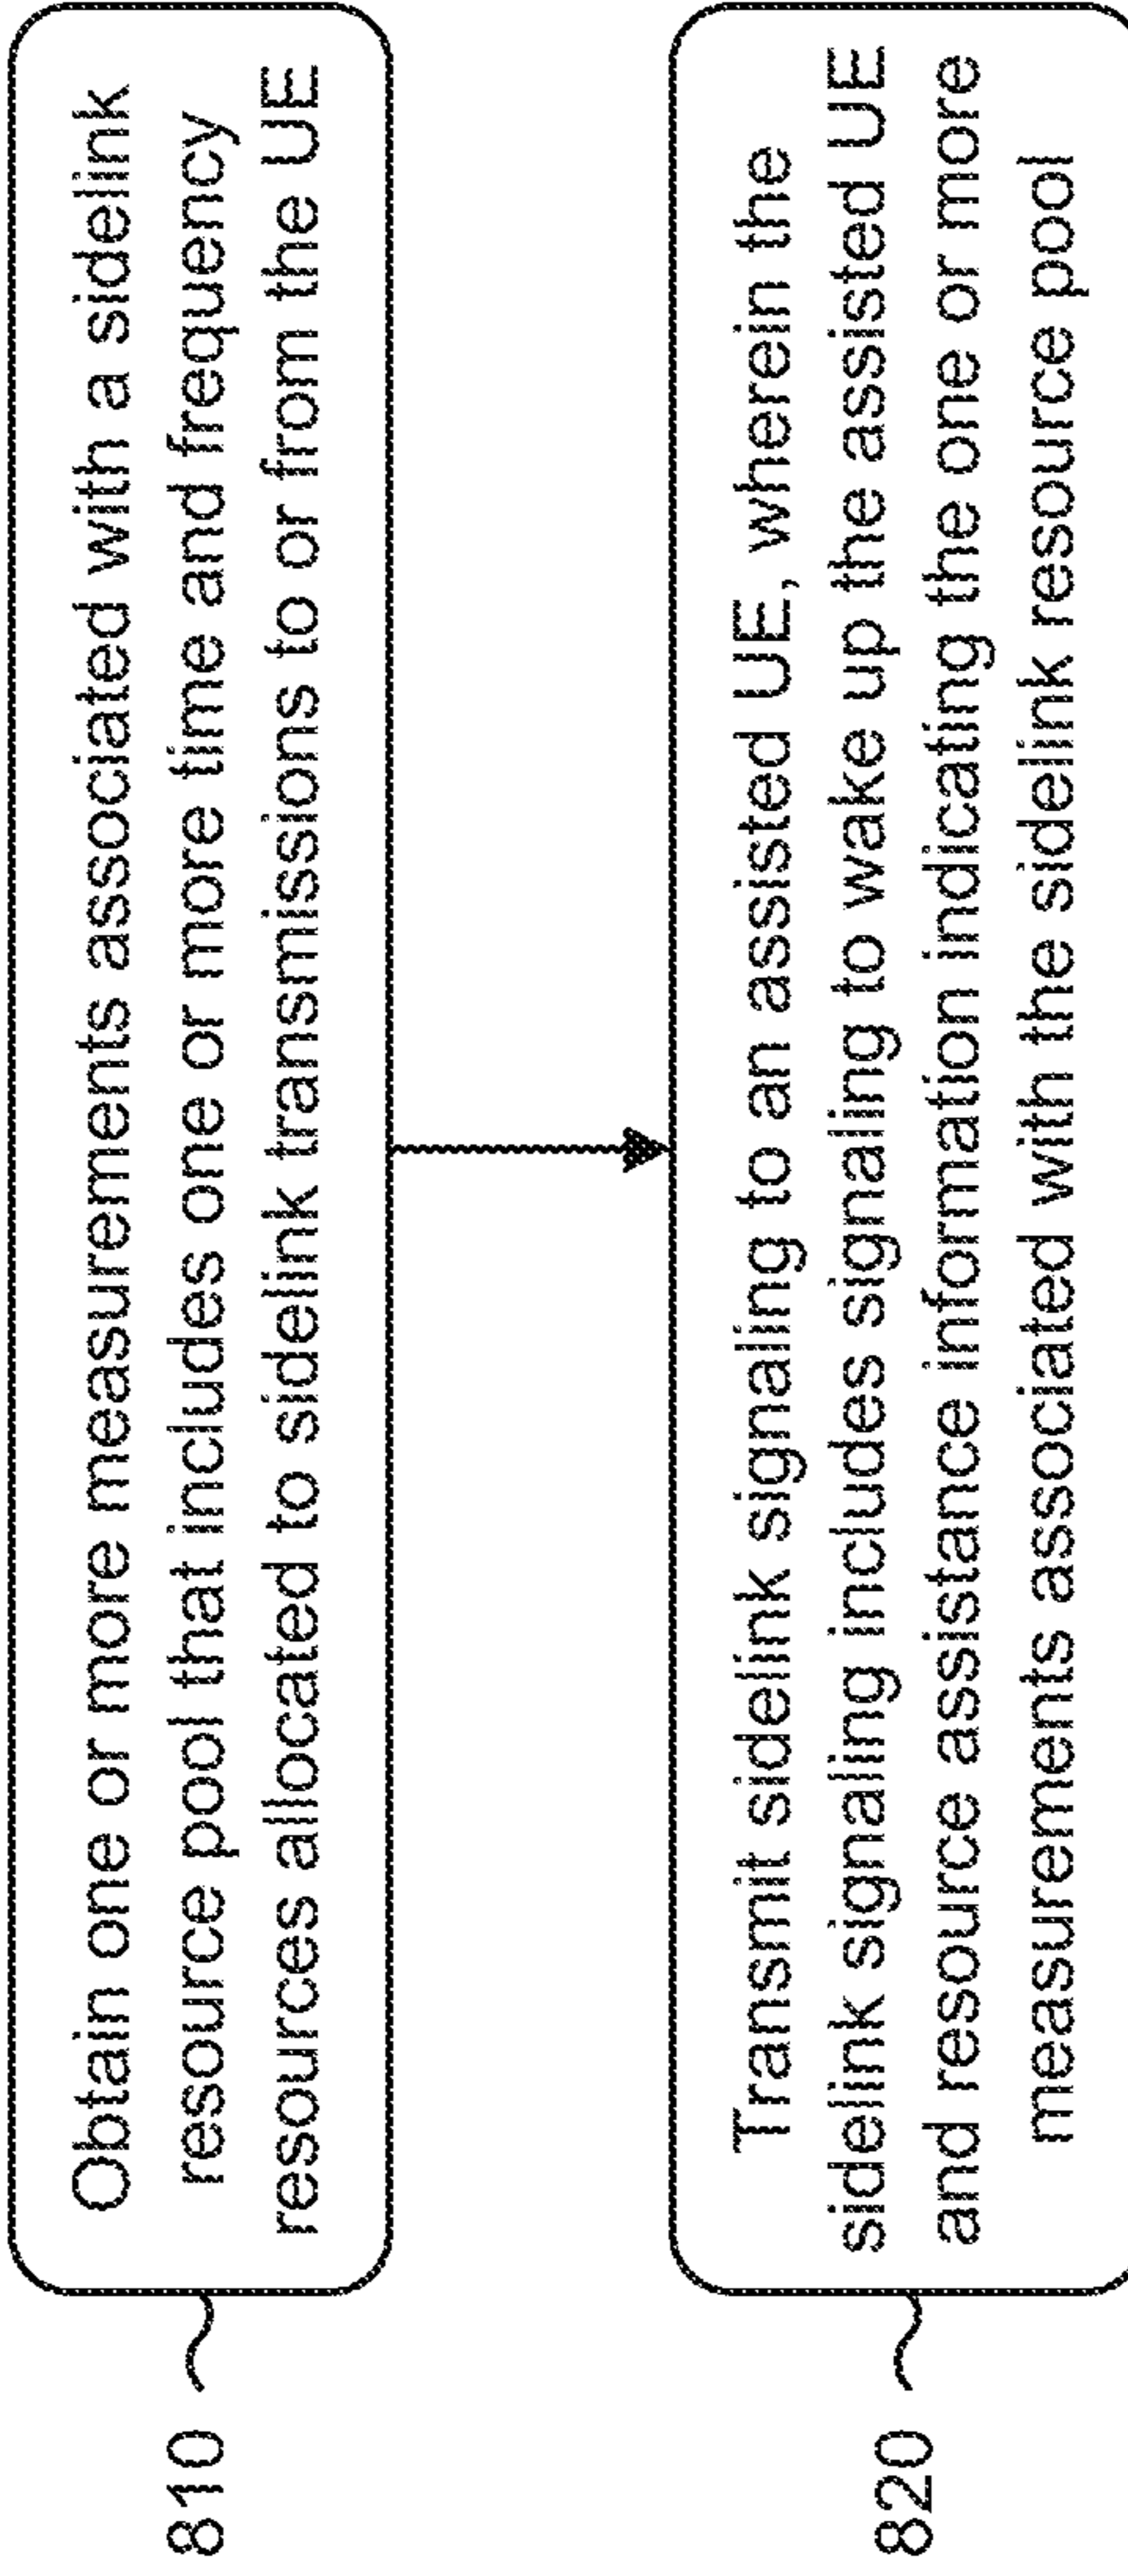 810
Obtain one or more measurements associated with a sidelink
resource pool that includes one or more time and frequency
resources allocated to sidelink transmissions to or from the UE
820
Transmit sidelink signaling to an assisted UE, wherein the
sidelink signaling includes signaling to wake up the assisted UE
and resource assistance information indicating the one or more
measurements associated with the sidelink resource pool